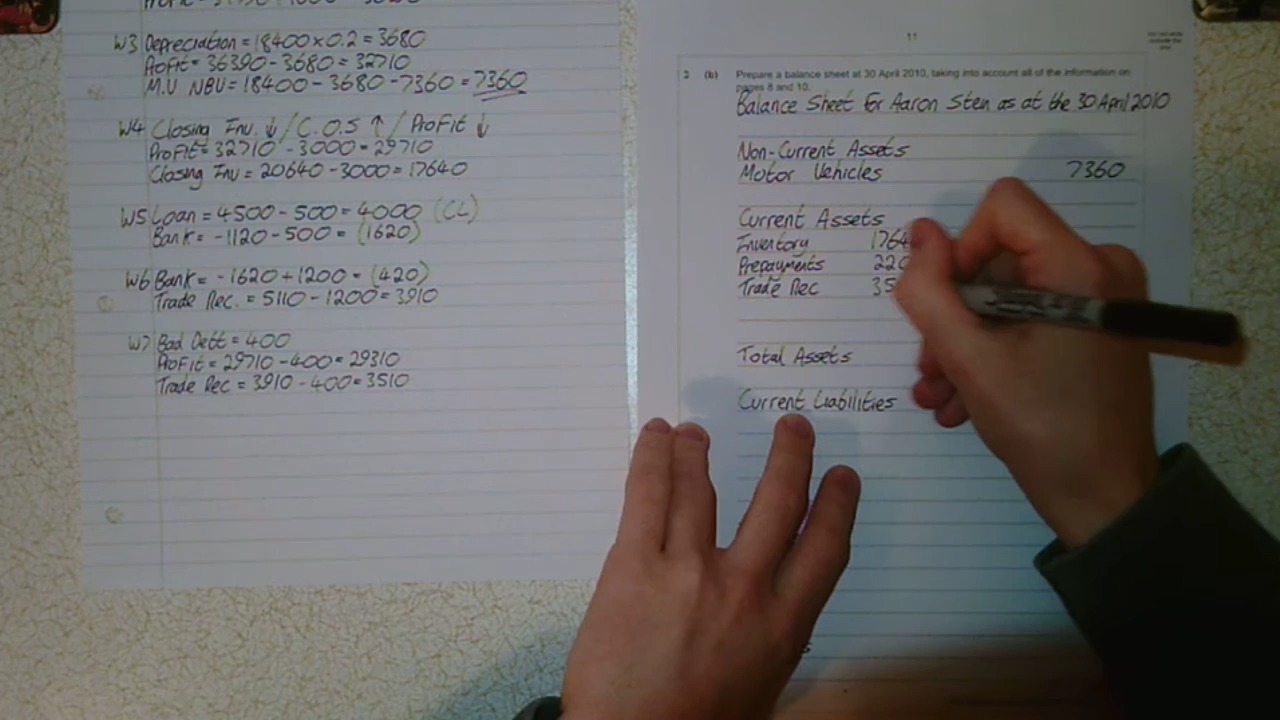 W3 Depreciation = 18400 x 0.2 = 3680
Profit = 36390 - 3680 = 32710
M.V NBV = 18400 - 3680 - 7360 = 7360
W4 Closing Inv. ↓ / C.O.S ↑ / Profit ↓
Profit = 32710 - 3000 = 29710
Closing Inv = 20640 - 3000 = 17640
W5 Loan = 4500 - 500 = 4000 (CL)
Bank = -1120 - 500 = (1620)
W6 Bank = -1620 + 1200 = (420)
Trade Rec. = 5110 - 1200 = 3910
W7 Bad Debt = 400
Profit = 29710 - 400 = 29310
Trade Rec = 3910 - 400 = 3510
11
3 (b) Prepare a balance sheet at 30 April 2010, taking into account all of the information on
pages 8 and 10.
Balance Sheet for Aaron Sten as at the 30 April 2010
Non-Current Assets
Motor Vehicles 7360
Current Assets
Inventory 1764
Prepayments 220
Trade Rec 35
Total Assets
Current Liabilities